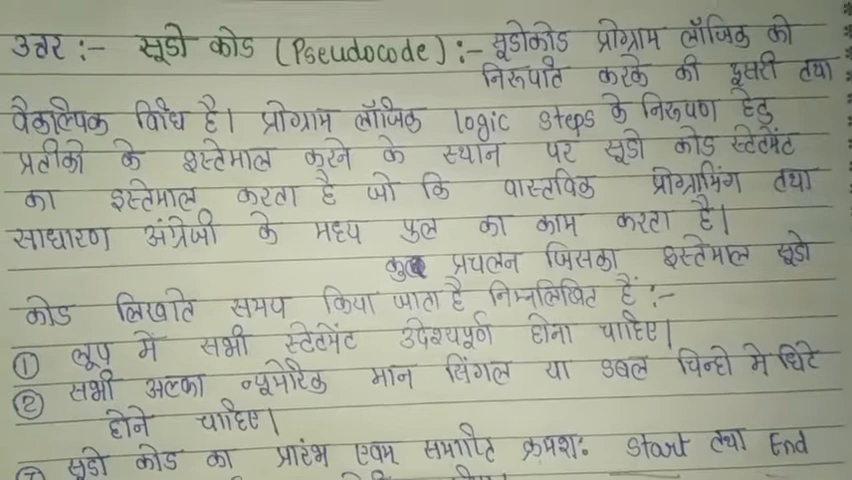 उत्तर :- सूडो कोड (Pseudocode) :- सूडोकोड प्रोग्राम लॉजिक को
निरूपति करके की दूसरी तथा
वैकल्पिक विधि है। प्रोग्राम लॉजिक logic steps के निरूपण हेतु
प्रतीको के इस्तेमाल करने के स्थान पर सूडो कोड स्टेटमेंट
का इस्तेमाल करता है जो कि वास्तविक प्रोग्रामिंग तथा
साधारण अंग्रेजी के मध्य पुल का काम करता है।
कुछ प्रचलन जिसका इस्तेमाल सूडो
कोड लिखते समय किया जाता है निम्नलिखित हैं :-
① लूप में सभी स्टेटमेंट उदेश्यपूर्ण होना चाहिए।
② सभी अल्फा न्यूमेरिक मान सिंगल या डबल चिन्हो मे घिरे
होने चाहिए।
सूडो कोड का प्रारंभ एवम समाप्ति क्रमशः Start तथा End